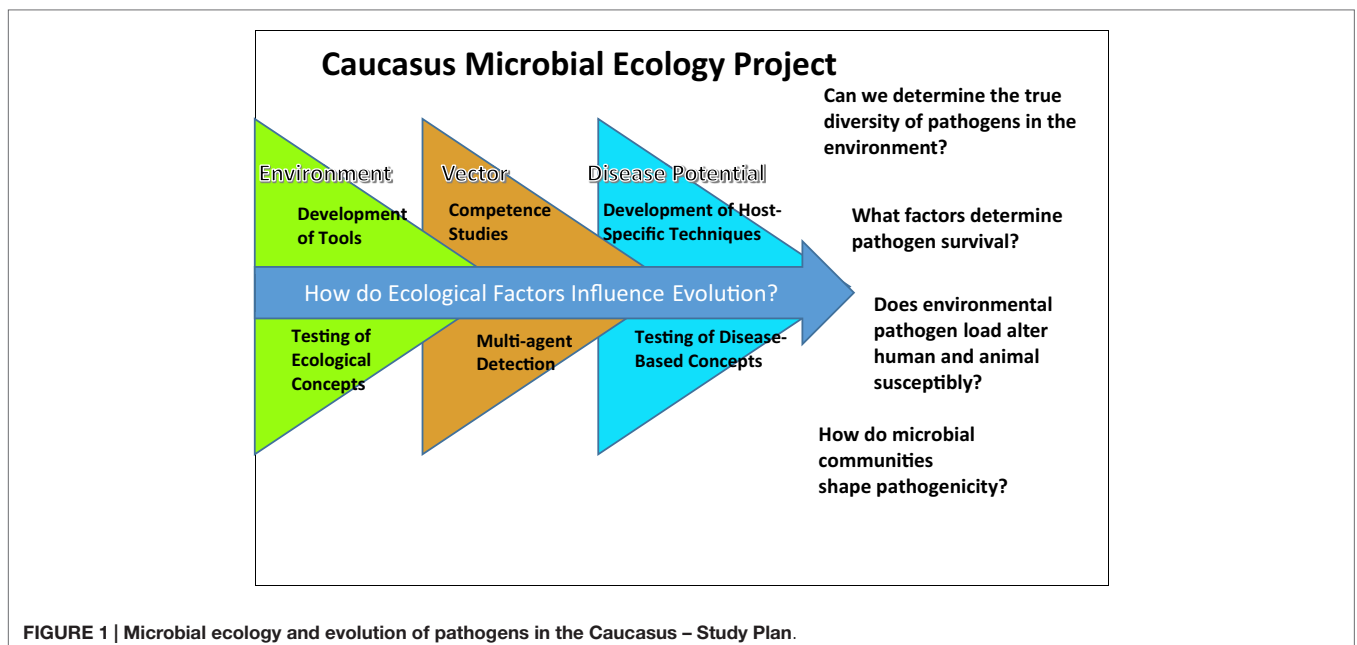 Caucasus Microbial Ecology Project
Can we determine the true
diversity of pathogens in the
environment?
Environment
Vector
Disease Potential
Development
of Tools
Competence
Studies
Development of Host-
Specific Techniques
What factors determine
pathogen survival?
How do Ecological Factors Influence Evolution?
Does environmental
pathogen load alter
human and animal
susceptibly?
Testing of
Ecological
Concepts
Multi-agent
Detection
Testing of Disease-
Based Concepts
How do microbial
communities
shape pathogenicity?
FIGURE 1 | Microbial ecology and evolution of pathogens in the Caucasus – Study Plan.